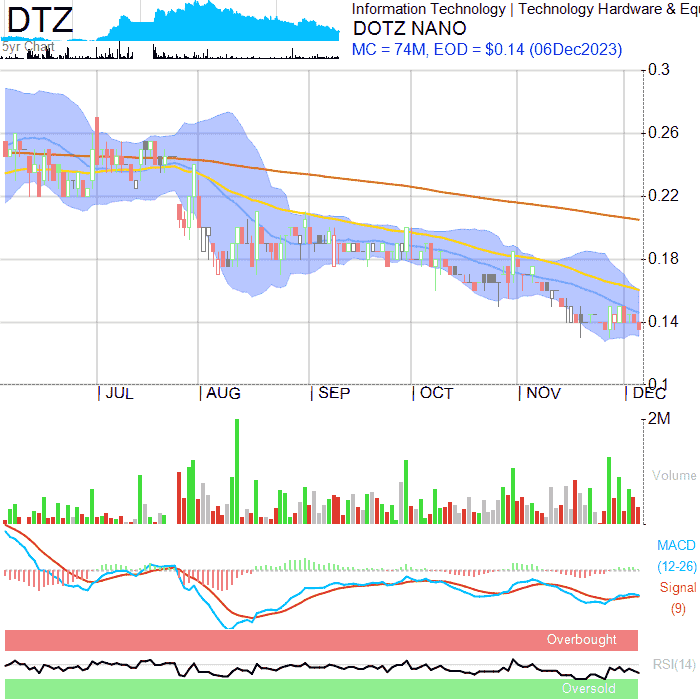 DTZ
5yr Chart
Information Technology | Technology Hardware & Equ
DOTZ NANO
MC = 74M, EOD = $0.14 (06Dec2023)
0.3
0.26
0.22
0.18
0.14
0.1
JUL
AUG
SEP
OCT
NOV
DEC
2M
Volume
MACD
(12-26)
Signal
(9)
Overbought
RSI(14)
Oversold